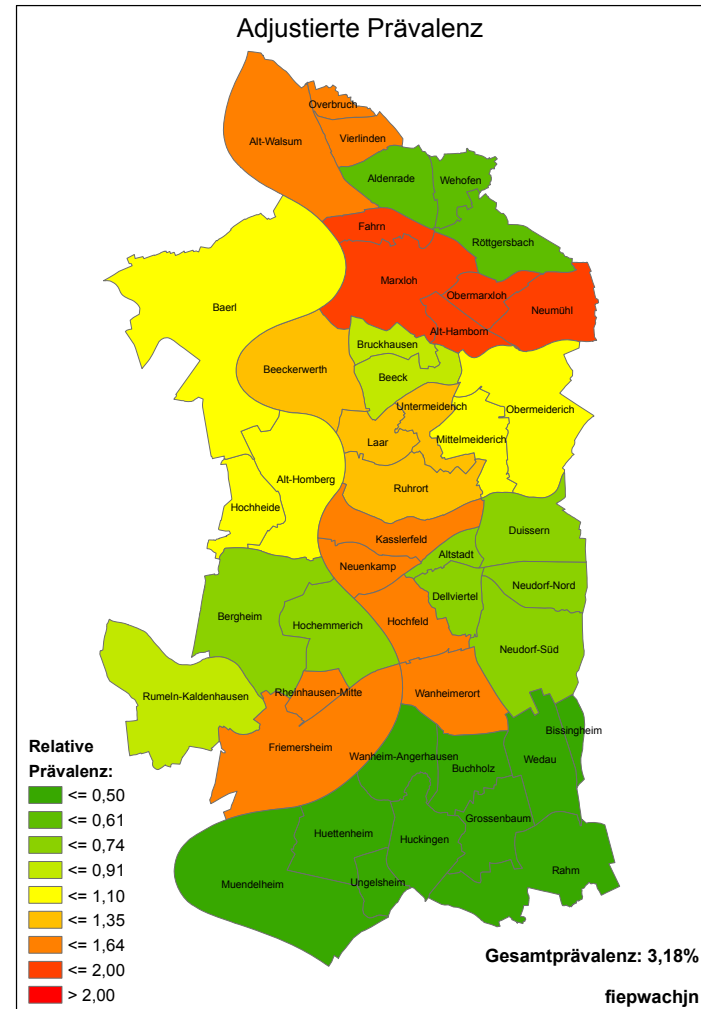 Adjustierte Prävalenz
Overbruch
Alt-Walsum
Vierlinden
Aldenrade
Wehofen
Fahrn
Röttgersbach
Marxloh
Obermarxloh
Neumühl
Baerl
Alt-Hamborn
Bruckhausen
Beeckerwerth
Beeck
Untermeiderich
Obermeiderich
Laar
Mittelmeiderich
Alt-Homberg
Ruhrort
Hochheide
Kasslerfeld
Duissern
Altstadt
Neuenkamp
Neudorf-Nord
Dellviertel
Bergheim
Hochemmerich
Hochfeld
Neudorf-Süd
Rumeln-Kaldenhausen
Rheinhausen-Mitte
Wanheimerort
Bissingheim
Friemersheim
Wanheim-Angerhausen
Wedau
Buchholz
Grossenbaum
Huettenheim
Huckingen
Rahm
Muendelheim
Ungelsheim
Relative
Prävalenz:
<= 0,50
<= 0,61
<= 0,74
<= 0,91
<= 1,10
<= 1,35
<= 1,64
<= 2,00
> 2,00
Gesamtprävalenz: 3,18%
fiepwachjn